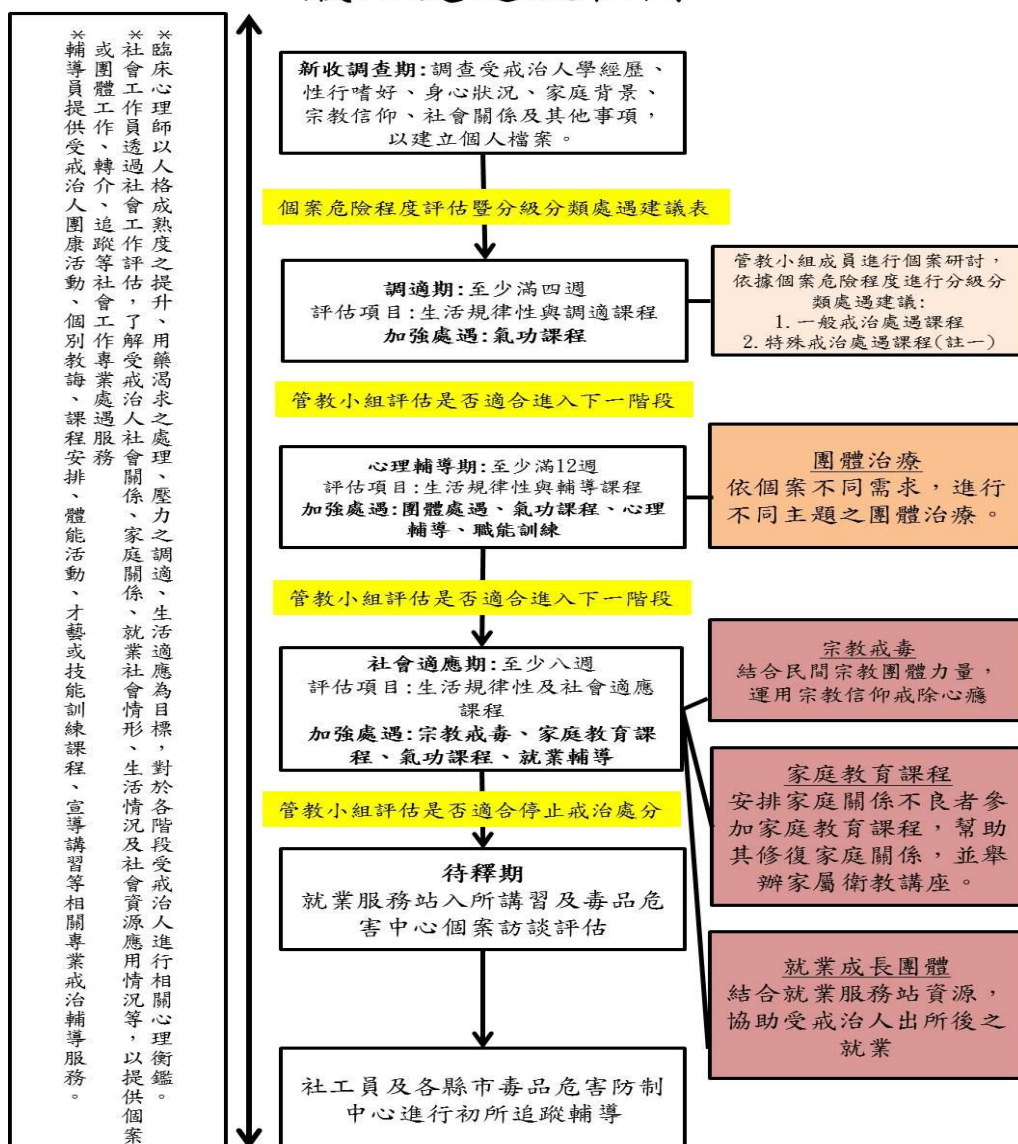 *臨床心理師以人格成熟度之提升、用藥渴求之處理、壓力之調適、生活適應為目標，對於各階段受戒治人進行相關心理衡鑑。
*社會工作員透過社會工作評估，了解受戒治人社會關係、家庭關係、就業社會情形、生活情況及社會資源應用情況等，以提供個案
或團體工作、轉介、追蹤等社會工作專業處遇服務
*輔導員提供受戒治人團康活動、個別教誨、課程安排、體能活動、才藝或技能訓練課程、宣導講習等相關專業戒治輔導服務。
新收調查期:調查受戒治人學經歷、
性行嗜好、身心狀況、家庭背景、
宗教信仰、社會關係及其他事項，
以建立個人檔案。
個案危險程度評估暨分級分類處遇建議表
調適期:至少滿四週
評估項目:生活規律性與調適課程
加強處遇:氣功課程
管教小組成員進行個案研討，
依據個案危險程度進行分級分
類處遇建議:
1.一般戒治處遇課程
2.特殊戒治處遇課程(註一)
管教小組評估是否適合進入下一階段
心理輔導期:至少滿12週
評估項目:生活規律性與輔導課程
加強處遇:團體處遇、氣功課程、心理
輔導、職能訓練
團體治療
依個案不同需求，進行
不同主題之團體治療。
管教小組評估是否適合進入下一階段
社會適應期:至少八週
評估項目:生活規律性及社會適應
課程
加強處遇:宗教戒毒、家庭教育課
程、氣功課程、就業輔導
宗教戒毒
結合民間宗教團體力量，
運用宗教信仰戒除心癮
家庭教育課程
安排家庭關係不良者參
加家庭教育課程，幫助
其修復家庭關係，並舉
辦家屬衛教講座。
就業成長團體
結合就業服務站資源，
協助受戒治人出所後之
就業
管教小組評估是否適合停止戒治處分
待釋期
就業服務站入所講習及毒品危
害中心個案訪談評估
社工員及各縣市毒品危害防制
中心進行初所追蹤輔導